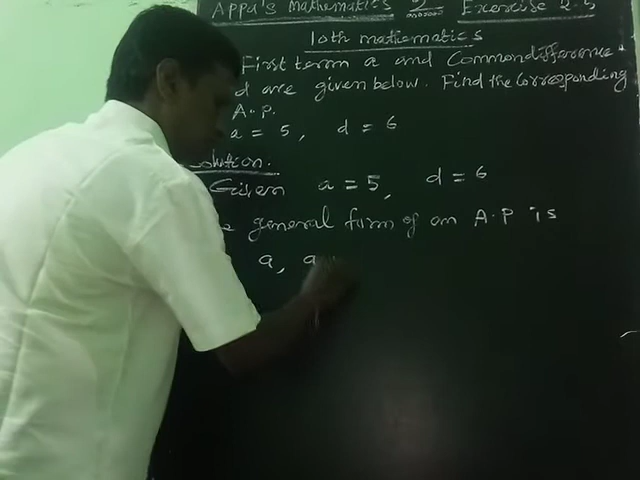 Appa's Mathematics 2 Exercise 2.5
10th mathematics
First term a and Common difference
d are given below. Find the Corresponding
A.P.
a = 5, d = 6
Solution.
Given a = 5, d = 6
general form of an A.P is
a, a